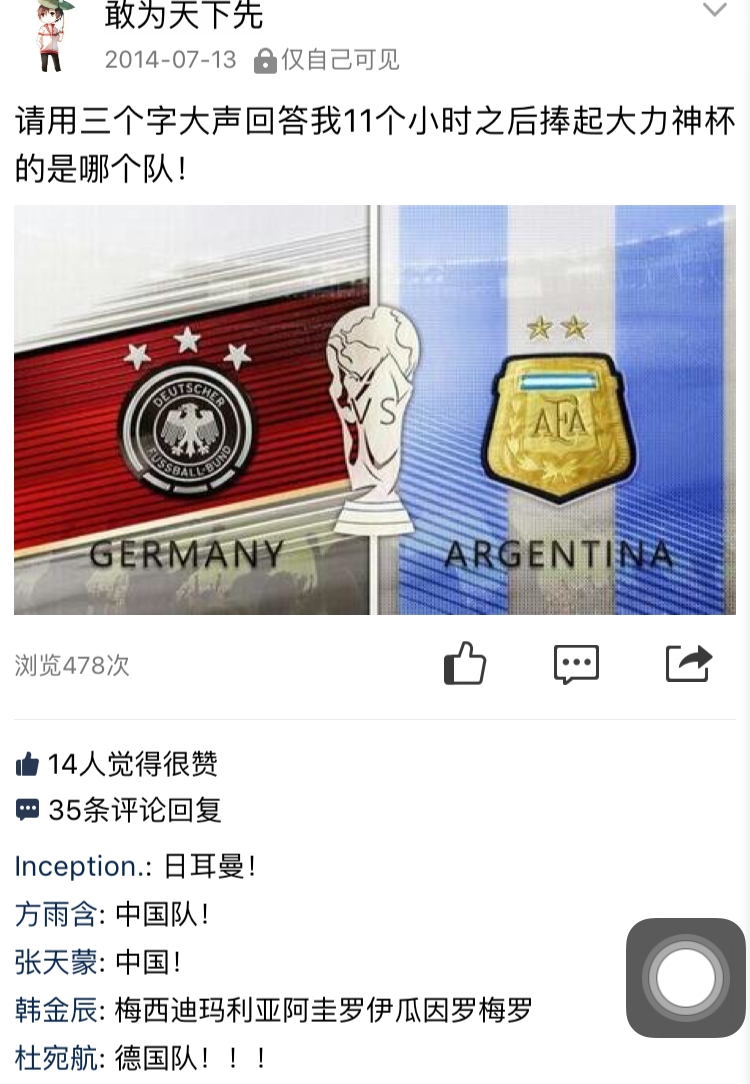 敢为天下先
2014-07-13 仅自己可见
请用三个字大声回答我11个小时之后捧起大力神杯
的是哪个队！
DEUTSCHER
FUSSBALL-BUND
VS
AFA
GERMANY
ARGENTINA
浏览478次
14人觉得很赞
35条评论回复
Inception.: 日耳曼！
方雨含: 中国队！
张天蒙: 中国！
韩金辰: 梅西迪玛利亚阿圭罗伊瓜因罗梅罗
杜宛航: 德国队！！！